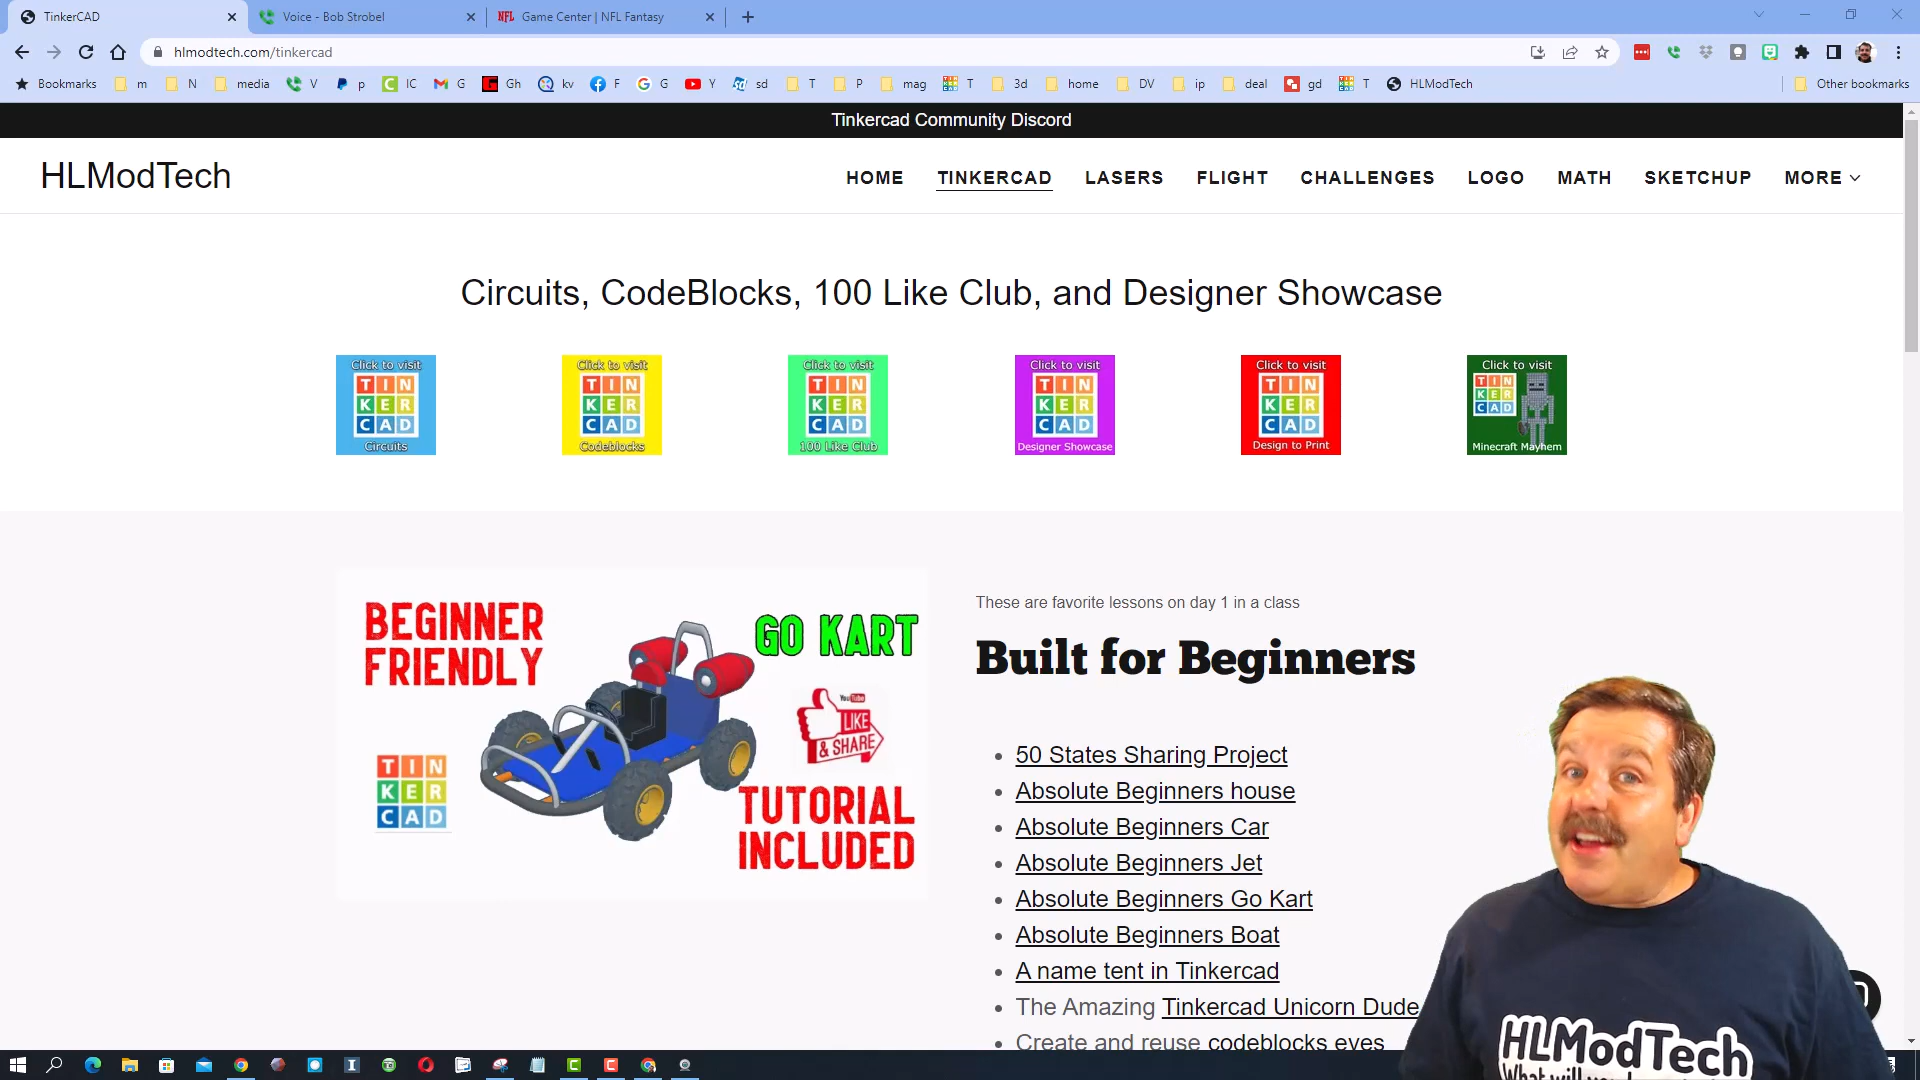 TinkerCAD
Voice - Bob Strobel
NFL Game Center | NFL Fantasy
hlmodtech.com/tinkercad
Bookmarks m N media V p IC G Gh kv F G Y sd T P mag T 3d home DV ip deal gd T HLModTech Other bookmarks
Tinkercad Community Discord
HLModTech
HOME TINKERCAD LASERS FLIGHT CHALLENGES LOGO MATH SKETCHUP MORE
Circuits, CodeBlocks, 100 Like Club, and Designer Showcase
Click to visit
TIN
KER
CAD
Circuits
Click to visit
TIN
KER
CAD
Codeblocks
Click to visit
TIN
KER
CAD
100 Like Club
Click to visit
TIN
KER
CAD
Designer Showcase
Click to visit
TIN
KER
CAD
Design to Print
Click to visit
TIN
KER
CAD
Minecraft Mayhem
BEGINNER
FRIENDLY
GO KART
YouTube
LIKE
& SHARE
TIN
KER
CAD
TUTORIAL
INCLUDED
These are favorite lessons on day 1 in a class
Built for Beginners
50 States Sharing Project
Absolute Beginners house
Absolute Beginners Car
Absolute Beginners Jet
Absolute Beginners Go Kart
Absolute Beginners Boat
A name tent in Tinkercad
The Amazing Tinkercad Unicorn Dude
Create and reuse codeblocks eyes
HLModTech
What will you